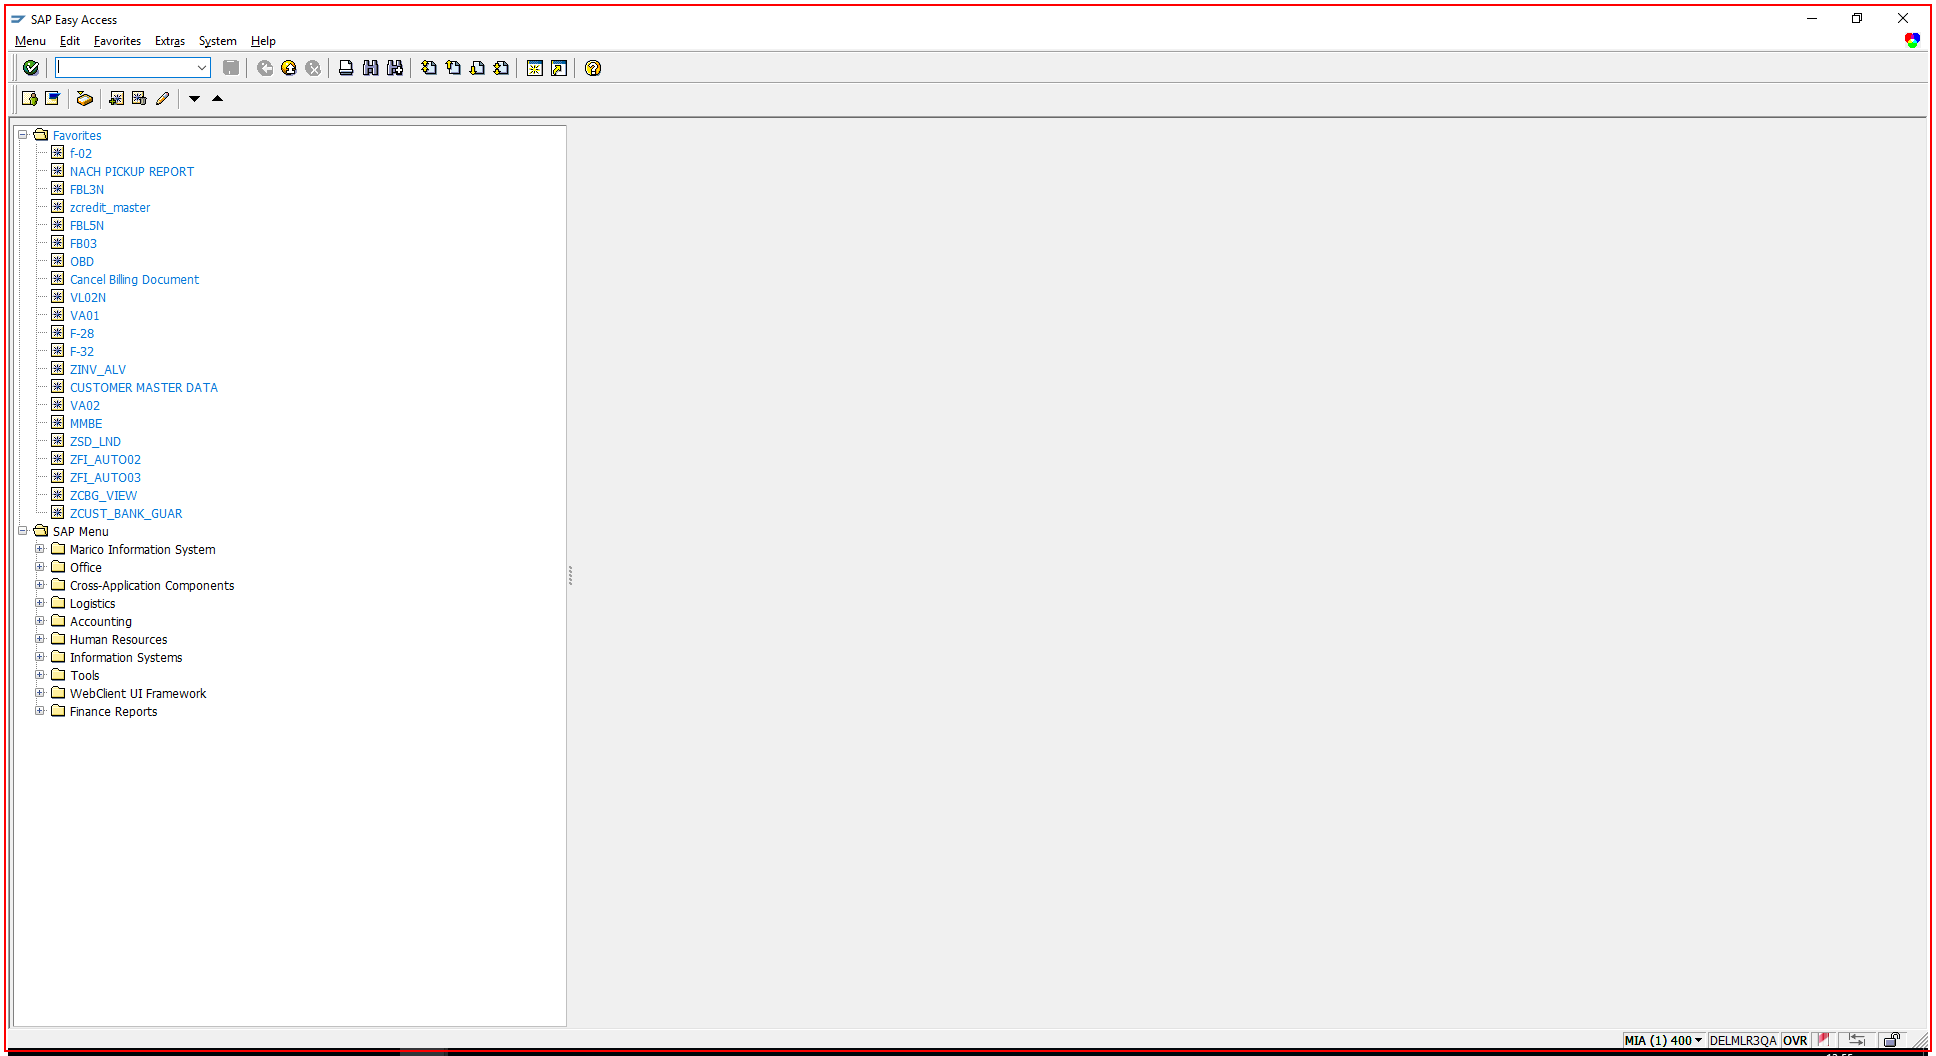 SAP Easy Access
Menu Edit Favorites Extras System Help
Favorites
f-02
NACH PICKUP REPORT
FBL3N
zcredit_master
FBL5N
FB03
OBD
Cancel Billing Document
VL02N
VA01
F-28
F-32
ZINV_ALV
CUSTOMER MASTER DATA
VA02
MMBE
ZSD_LND
ZFI_AUTO02
ZFI_AUTO03
ZCBG_VIEW
ZCUST_BANK_GUAR
SAP Menu
Marico Information System
Office
Cross-Application Components
Logistics
Accounting
Human Resources
Information Systems
Tools
WebClient UI Framework
Finance Reports
MIA (1) 400 DELMLR3QA OVR